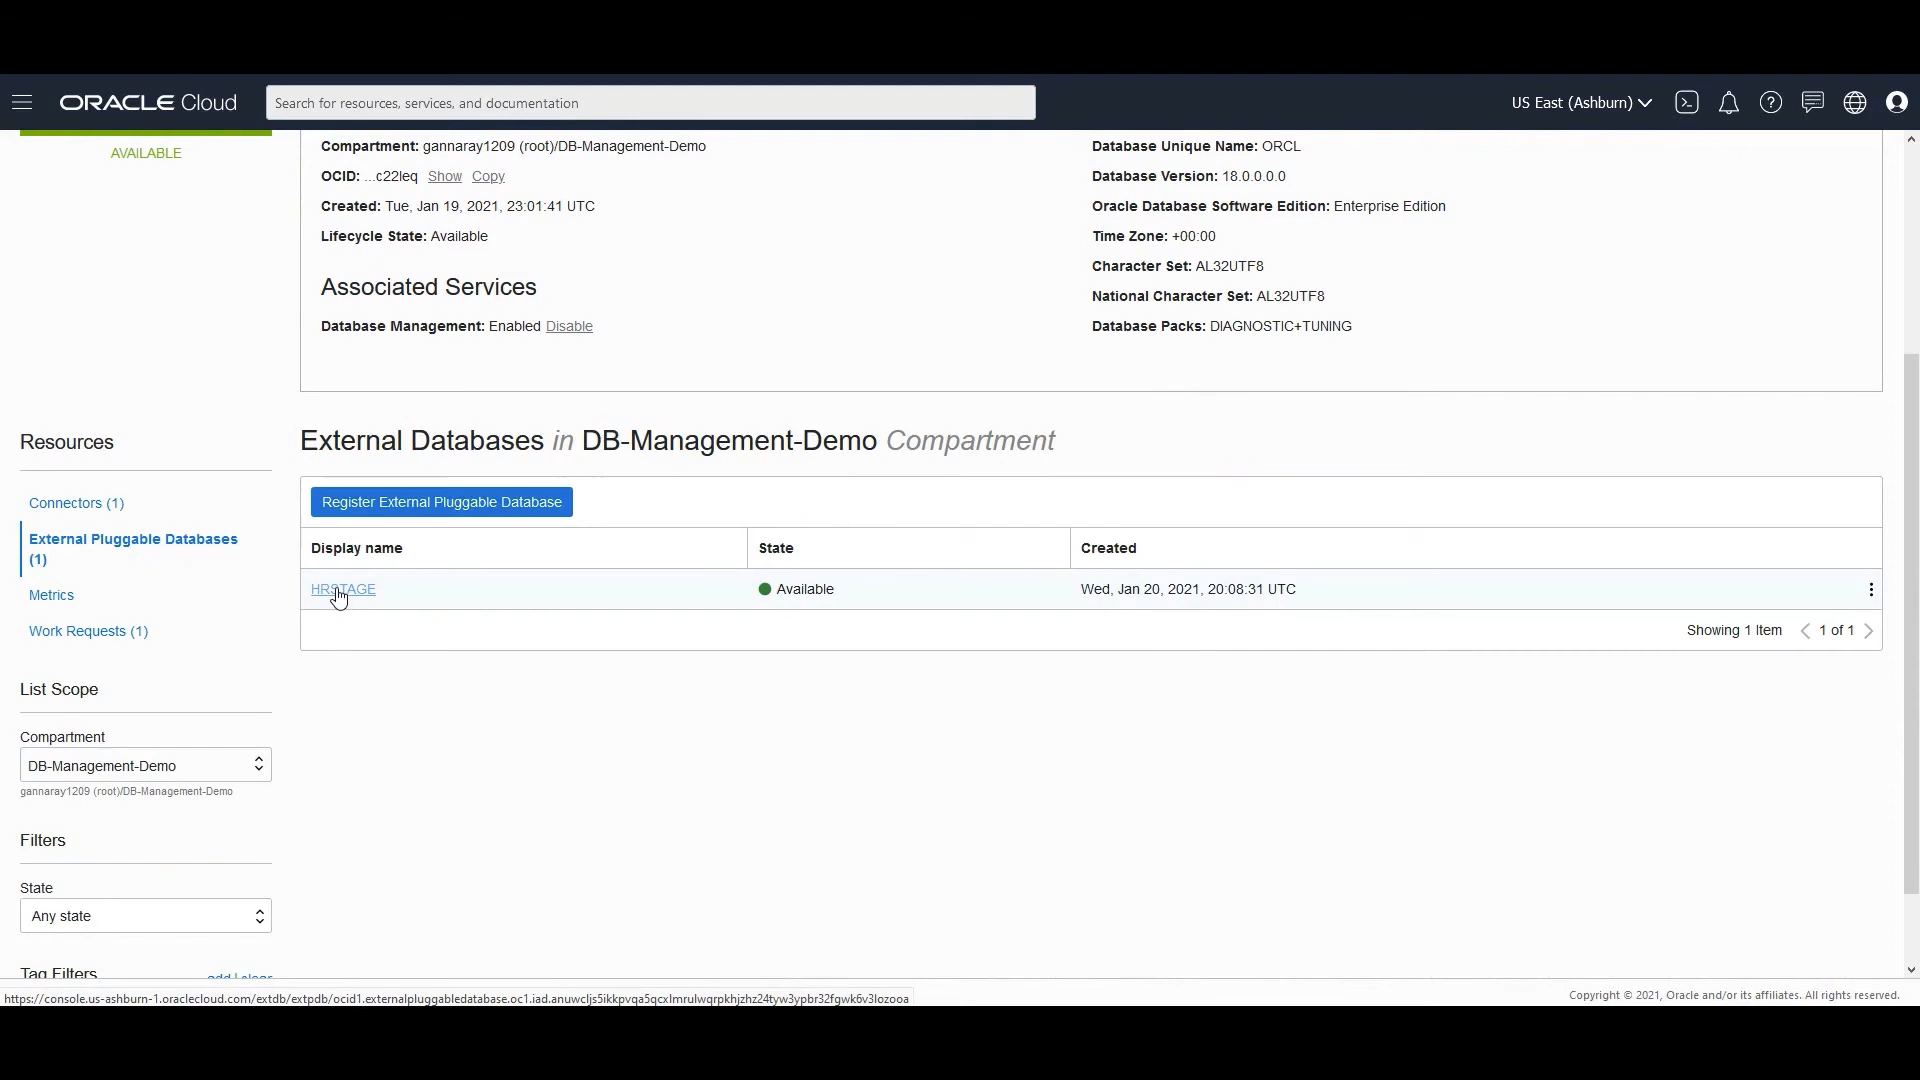 ORACLE Cloud
Search for resources, services, and documentation
US East (Ashburn)
AVAILABLE
Compartment: gannaray1209 (root)/DB-Management-Demo
OCID: ...c22leq Show Copy
Created: Tue, Jan 19, 2021, 23:01:41 UTC
Lifecycle State: Available
Associated Services
Database Management: Enabled Disable
Database Unique Name: ORCL
Database Version: 18.0.0.0.0
Oracle Database Software Edition: Enterprise Edition
Time Zone: +00:00
Character Set: AL32UTF8
National Character Set: AL32UTF8
Database Packs: DIAGNOSTIC+TUNING
Resources
Connectors (1)
External Pluggable Databases
(1)
Metrics
Work Requests (1)
List Scope
Compartment
DB-Management-Demo
gannaray1209 (root)/DB-Management-Demo
Filters
State
Any state
Tag Filters add | clear
External Databases in DB-Management-Demo Compartment
Register External Pluggable Database
Display name State Created
HRSTAGE Available Wed, Jan 20, 2021, 20:08:31 UTC
Showing 1 Item 1 of 1
https://console.us-ashburn-1.oraclecloud.com/extdb/extpdb/ocid1.externalpluggabledatabase.oc1.iad.anuwcljs5ikkpvqa5qcxlmrulwqrpkhjzhz24tyw3ypbr32fgwk6v3lozooa
Copyright © 2021, Oracle and/or its affiliates. All rights reserved.